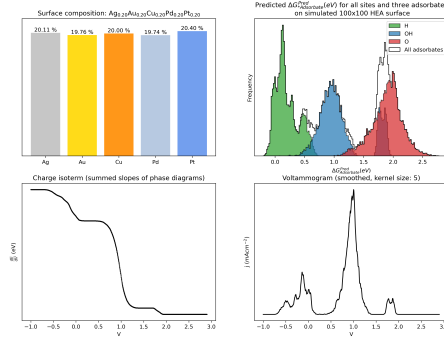 Surface composition: Ag0.20Au0.20Cu0.20Pd0.20Pt0.20
20.11 %
19.76 %
20.00 %
19.74 %
20.40 %
Ag
Au
Cu
Pd
Pt
Predicted ΔG^Pred_Adsorbate(eV) for all sites and three adsorbates
on simulated 100x100 HEA surface
H
OH
O
All adsorbates
Frequency
0.0
0.5
1.0
1.5
2.0
2.5
ΔG^Pred_Adsorbate(eV)
Charge isoterm (summed slopes of phase diagrams)
(eV)
−1.0
−0.5
0.0
0.5
1.0
1.5
2.0
2.5
3.0
V
Voltammogram (smoothed, kernel size: 5)
j (mAcm⁻²)
−1.0
−0.5
0.0
0.5
1.0
1.5
2.0
2.5
3.0
V